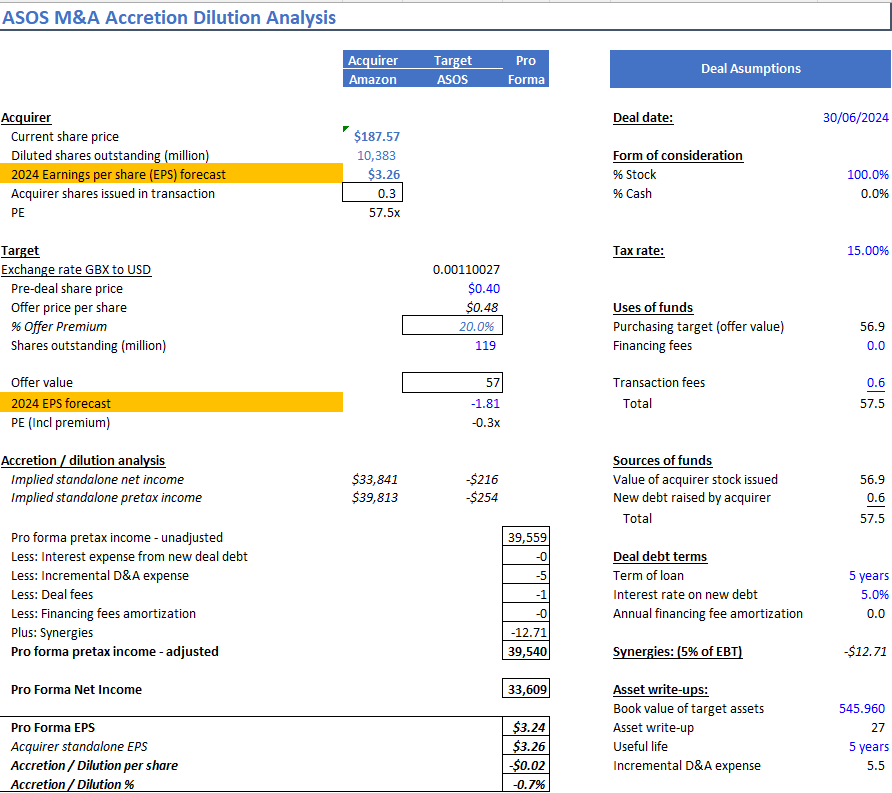 ASOS M&A Accretion Dilution Analysis
Acquirer Target Pro
Amazon ASOS Forma
Deal Asumptions
Acquirer Deal date: 30/06/2024
Current share price $187.57
Diluted shares outstanding (million) 10,383 Form of consideration
2024 Earnings per share (EPS) forecast $3.26 % Stock 100.0%
Acquirer shares issued in transaction 0.3 % Cash 0.0%
PE 57.5x
Target Tax rate: 15.00%
Exchange rate GBX to USD 0.00110027
Pre-deal share price $0.40
Offer price per share $0.48 Uses of funds
% Offer Premium 20.0% Purchasing target (offer value) 56.9
Shares outstanding (million) 119 Financing fees 0.0
Offer value 57 Transaction fees 0.6
2024 EPS forecast -1.81 Total 57.5
PE (Incl premium) -0.3x
Accretion / dilution analysis Sources of funds
Implied standalone net income $33,841 -$216 Value of acquirer stock issued 56.9
Implied standalone pretax income $39,813 -$254 New debt raised by acquirer 0.6
Total 57.5
Pro forma pretax income - unadjusted 39,559
Less: Interest expense from new deal debt -0 Deal debt terms
Less: Incremental D&A expense -5 Term of loan 5 years
Less: Deal fees -1 Interest rate on new debt 5.0%
Less: Financing fees amortization -0 Annual financing fee amortization 0.0
Plus: Synergies -12.71
Pro forma pretax income - adjusted 39,540 Synergies: (5% of EBT) -$12.71
Pro Forma Net Income 33,609 Asset write-ups:
Book value of target assets 545.960
Pro Forma EPS $3.24 Asset write-up 27
Acquirer standalone EPS $3.26 Useful life 5 years
Accretion / Dilution per share -$0.02 Incremental D&A expense 5.5
Accretion / Dilution % -0.7%